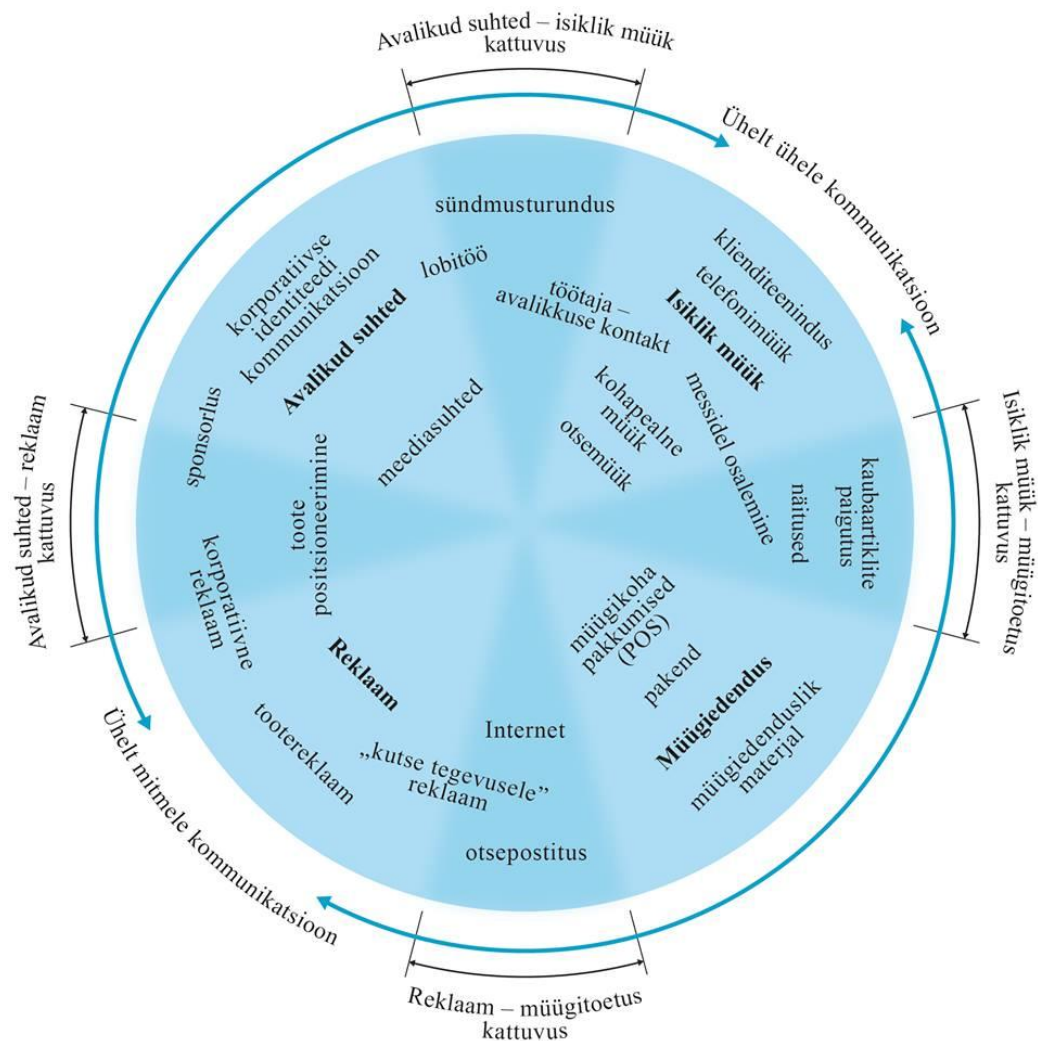 Avalikud suhted – isiklik müük
kattuvus
Ühelt ühele kommunikatsioon
sündmusturundus
lobitöö
korporatiivse
identiteedi
kommunikatsioon
Avalikud suhted
sponsorlus
meediasuhted
töötaja –
avalikkuse kontakt
klienditeenindus
telefonimüük
Isiklik müük
kohapealne
müük
otsemüük
messidel osalemine
näitused
kaubaartiklite
paigutus
Isiklik müük – müügitoetus
kattuvus
Avalikud suhted – reklaam
kattuvus
toote
positsioneerimine
korporatiivne
reklaam
Reklaam
tootereklaam
„kutse tegevusele”
reklaam
Internet
otsepostitus
müügikoha
pakkumised
(POS)
pakend
Müügiedendus
müügiedenduslik
materjal
Ühelt mitmele kommunikatsioon
Reklaam – müügitoetus
kattuvus